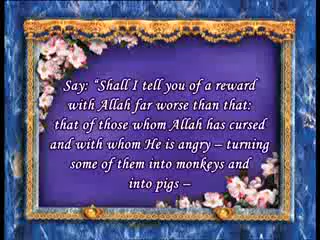 Say: “Shall I tell you of a reward
with Allah far worse than that:
that of those whom Allah has cursed
and with whom He is angry – turning
some of them into monkeys and
into pigs –